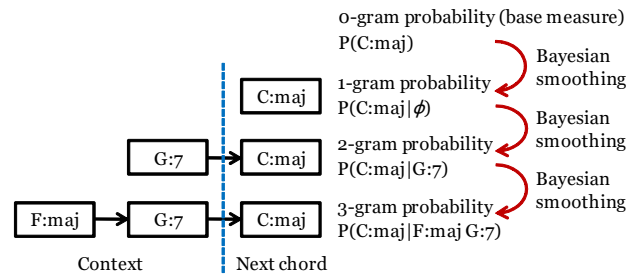 0-gram probability (base measure)
P(C:maj)
Bayesian
smoothing
C:maj
1-gram probability
P(C:maj|ϕ)
Bayesian
smoothing
G:7
C:maj
2-gram probability
P(C:maj|G:7)
Bayesian
smoothing
F:maj
G:7
C:maj
3-gram probability
P(C:maj|F:maj G:7)
Context
Next chord